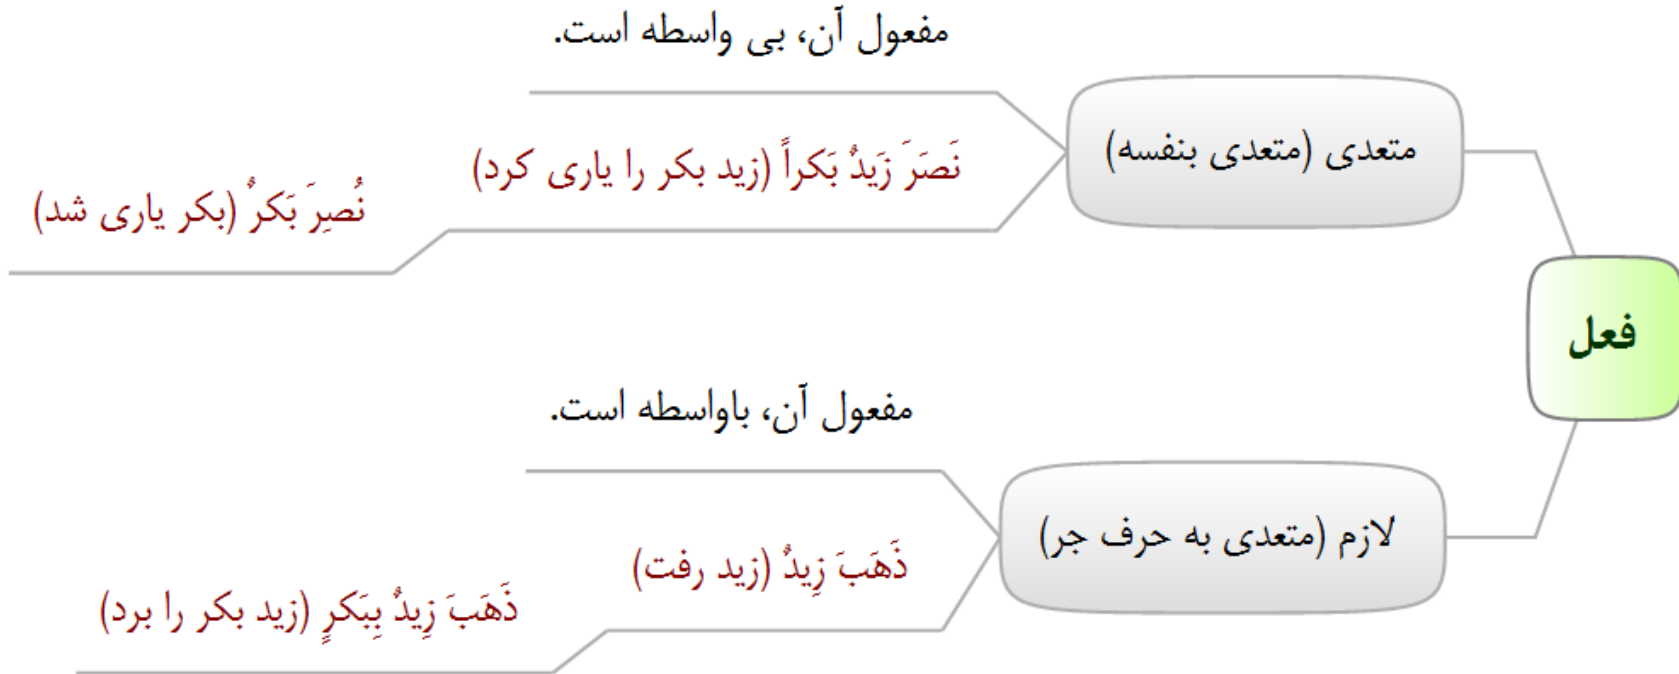 فعل
متعدی (متعدی بنفسه)
مفعول آن، بی واسطه است.
نَصَرَ زَیدٌ بَکراً (زید بکر را یاری کرد)
نُصِرَ بَکرٌ (بکر یاری شد)
لازم (متعدی به حرف جر)
مفعول آن، باواسطه است.
ذَهَبَ زِیدٌ (زید رفت)
ذَهَبَ زِیدٌ بِبَکرٍ (زید بکر را برد)